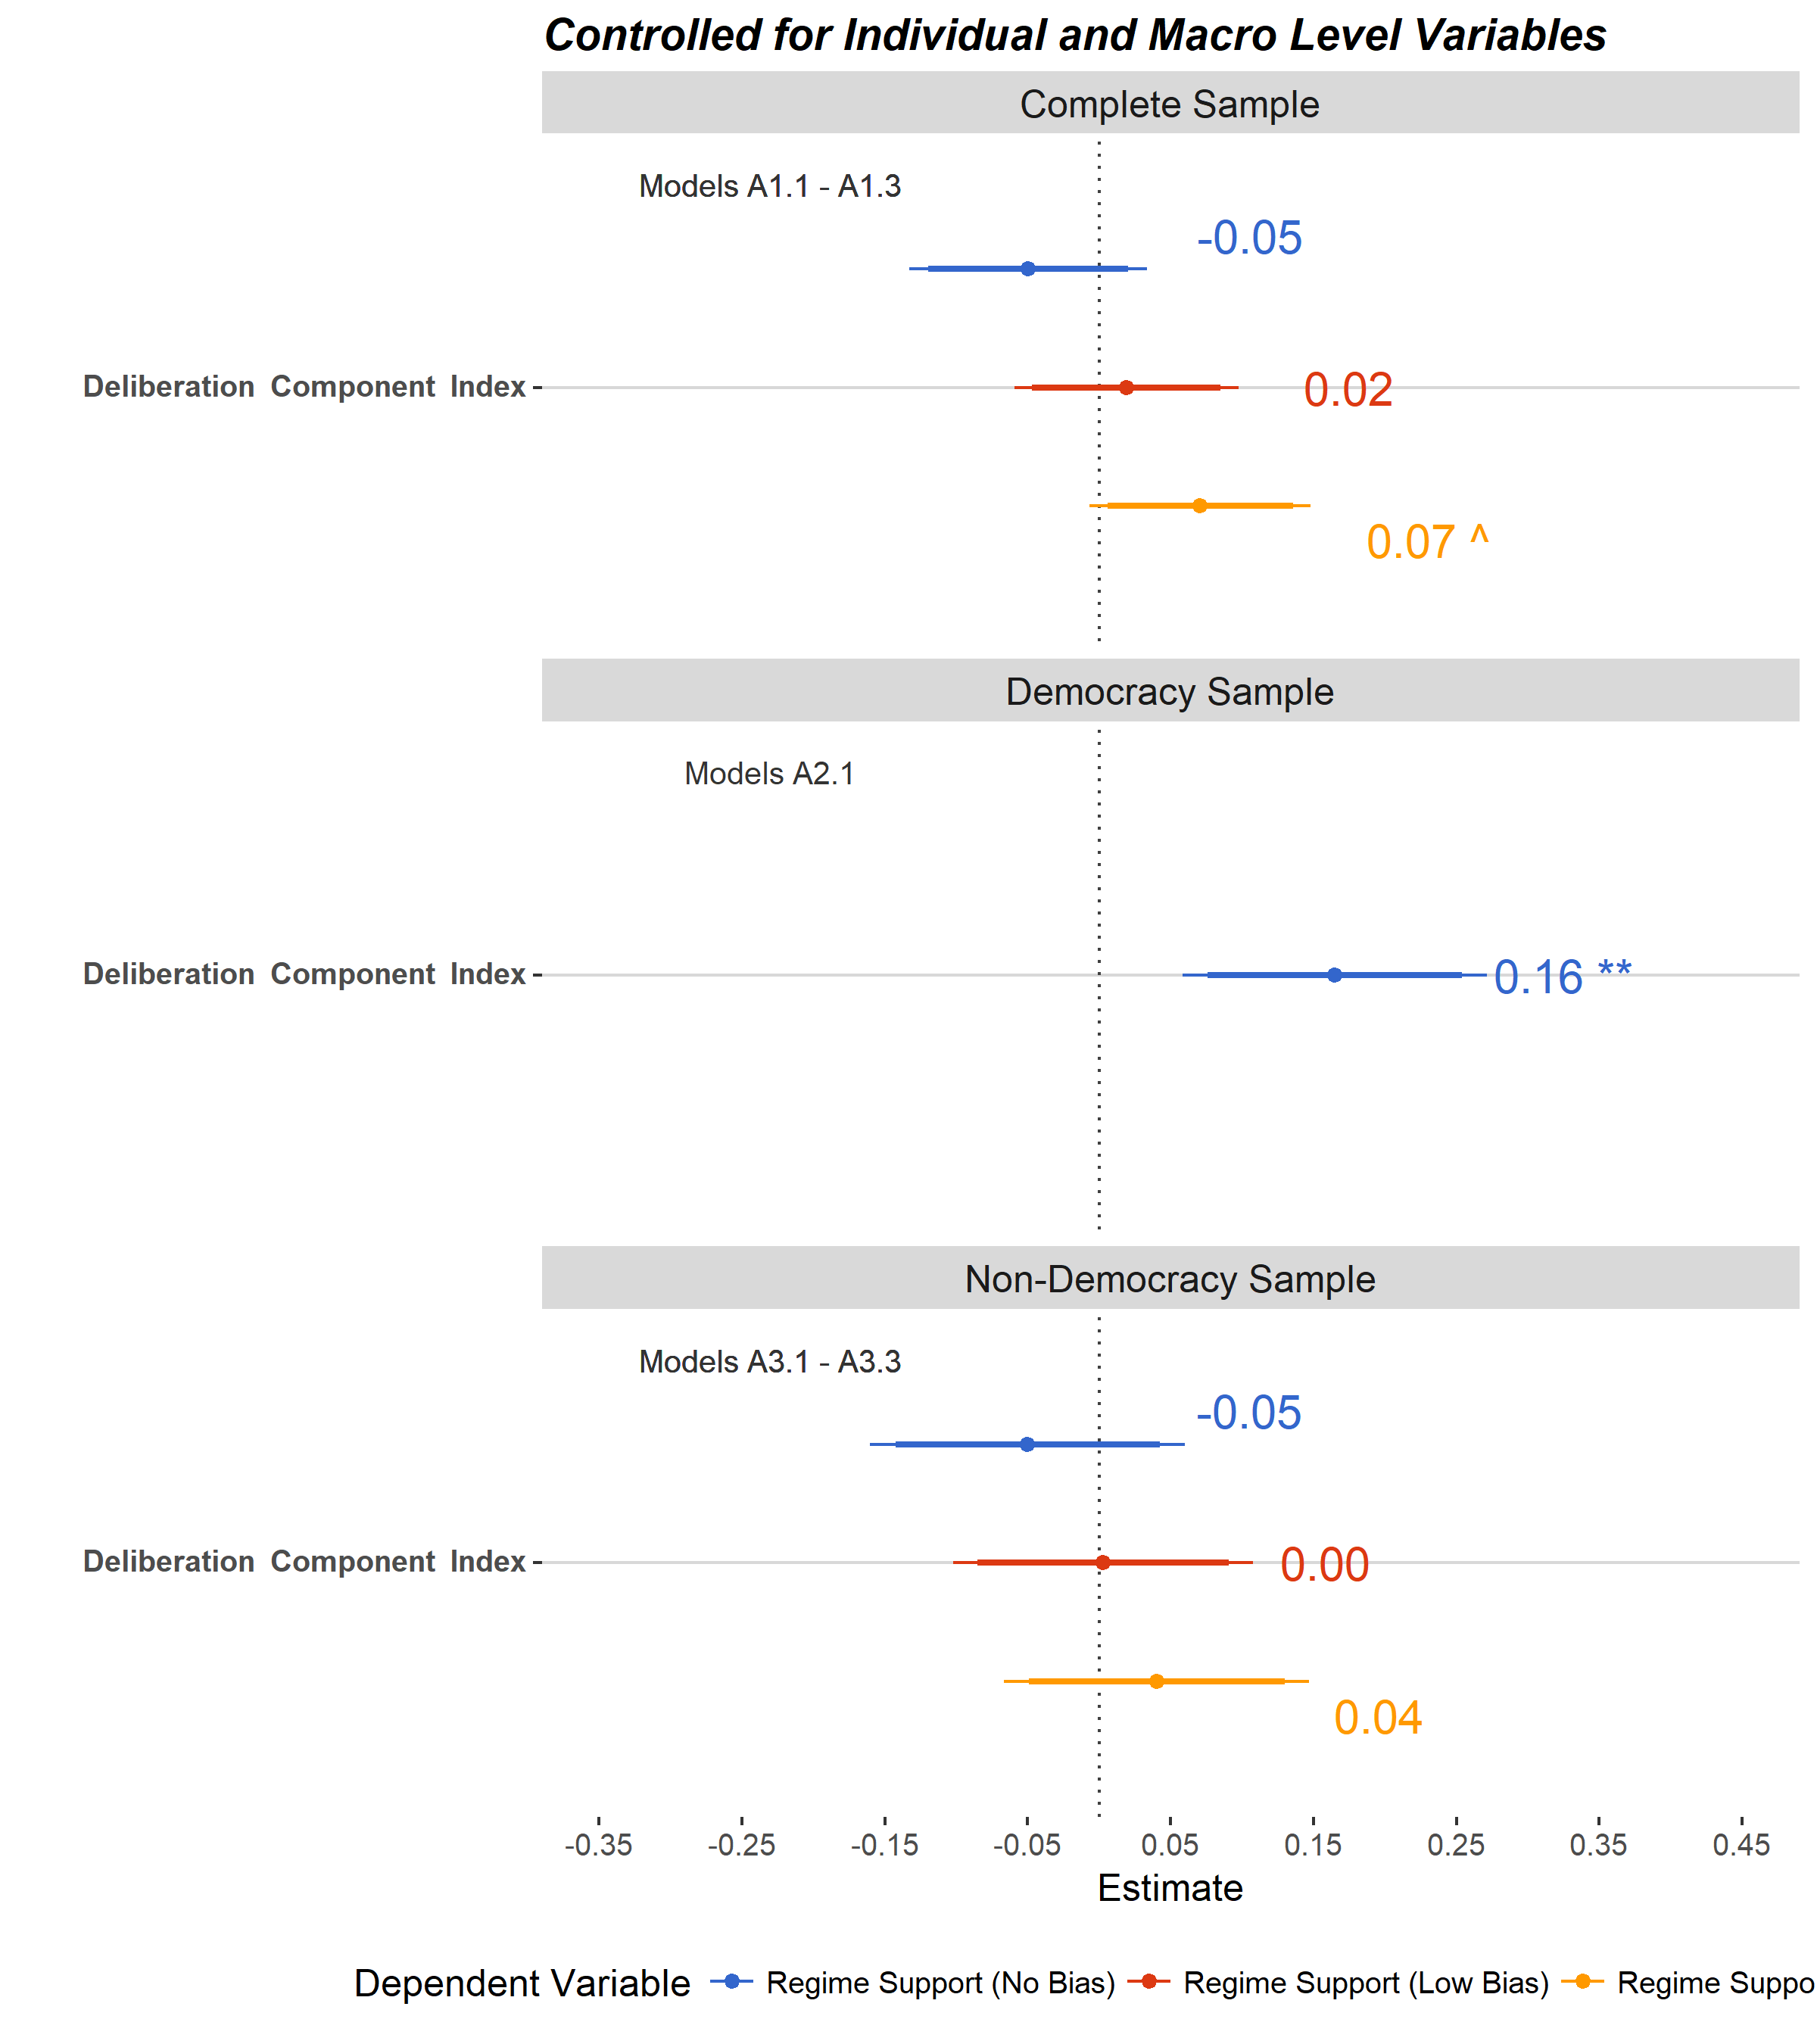 Controlled for Individual and Macro Level Variables
Complete Sample
Models A1.1 - A1.3
-0.05
Deliberation Component Index
0.02
0.07 ^
Democracy Sample
Models A2.1
Deliberation Component Index
0.16 **
Non-Democracy Sample
Models A3.1 - A3.3
-0.05
Deliberation Component Index
0.00
0.04
-0.35 -0.25 -0.15 -0.05 0.05 0.15 0.25 0.35 0.45
Estimate
Dependent Variable Regime Support (No Bias) Regime Support (Low Bias) Regime Suppo